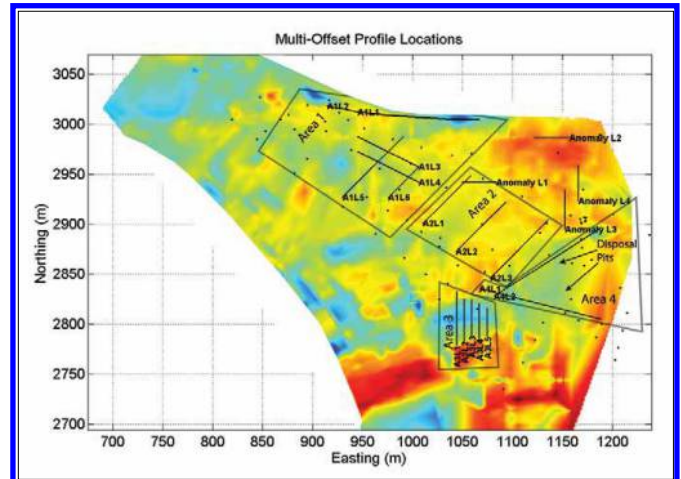 Multi-Offset Profile Locations
3050
3000
2950
2900
2850
2800
2750
2700
Northing (m)
A1L2
A1L1
Area 1
Anomaly L2
A1L3
A1L4
A1L5
A1L6
Anomaly L1
Anomaly L4
Area 2
A2L1
Anomaly L3
A2L2
Disposal
Pits
A2L3
A4L1
A4L2
Area 4
Area 3
700
750
800
850
900
950
1000
1050
1100
1150
1200
Easting (m)